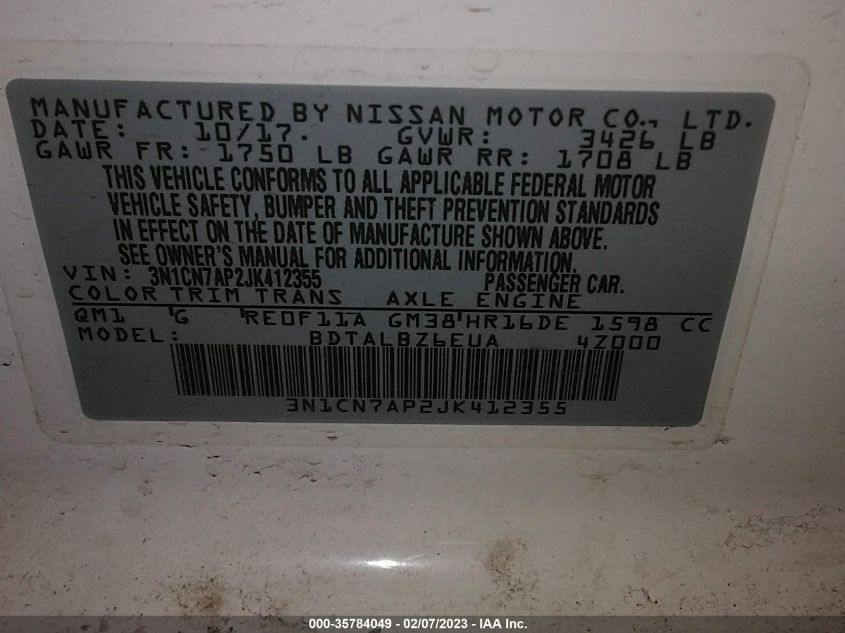 MANUFACTURED BY NISSAN MOTOR CO., LTD.
DATE: 10/17. GVWR: 3426 LB
GAWR FR: 1750 LB GAWR RR: 1708 LB
THIS VEHICLE CONFORMS TO ALL APPLICABLE FEDERAL MOTOR
VEHICLE SAFETY, BUMPER AND THEFT PREVENTION STANDARDS
IN EFFECT ON THE DATE OF MANUFACTURE SHOWN ABOVE.
SEE OWNER'S MANUAL FOR ADDITIONAL INFORMATION.
VIN: 3N1CN7AP2JK412355 PASSENGER CAR.
COLOR TRIM TRANS AXLE ENGINE
QM1 G RE0F11A GM38 HR16DE 1598 CC
MODEL: BDTALBZ6EUA 4Z000
3N1CN7AP2JK412355
000-35784049 - 02/07/2023 - IAA Inc.